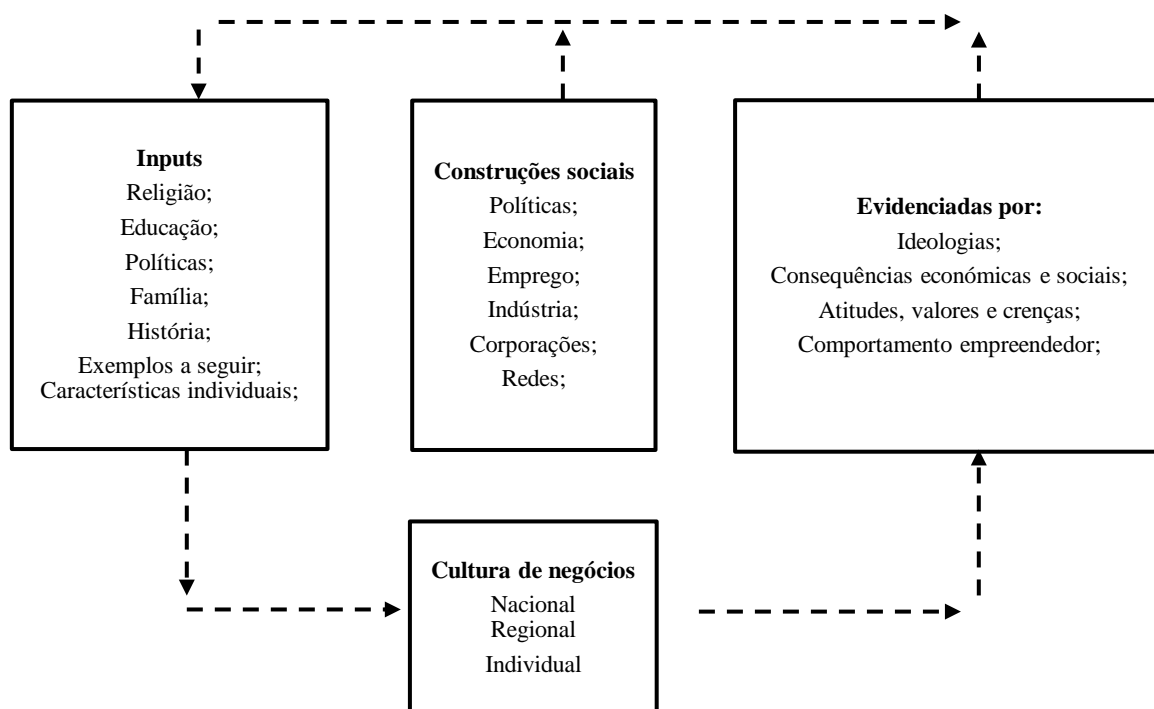 Inputs
Religião;
Educação;
Políticas;
Família;
História;
Exemplos a seguir;
Características individuais;
Construções sociais
Políticas;
Economia;
Emprego;
Indústria;
Corporações;
Redes;
Evidenciadas por:
Ideologias;
Consequências económicas e sociais;
Atitudes, valores e crenças;
Comportamento empreendedor;
Cultura de negócios
Nacional
Regional
Individual